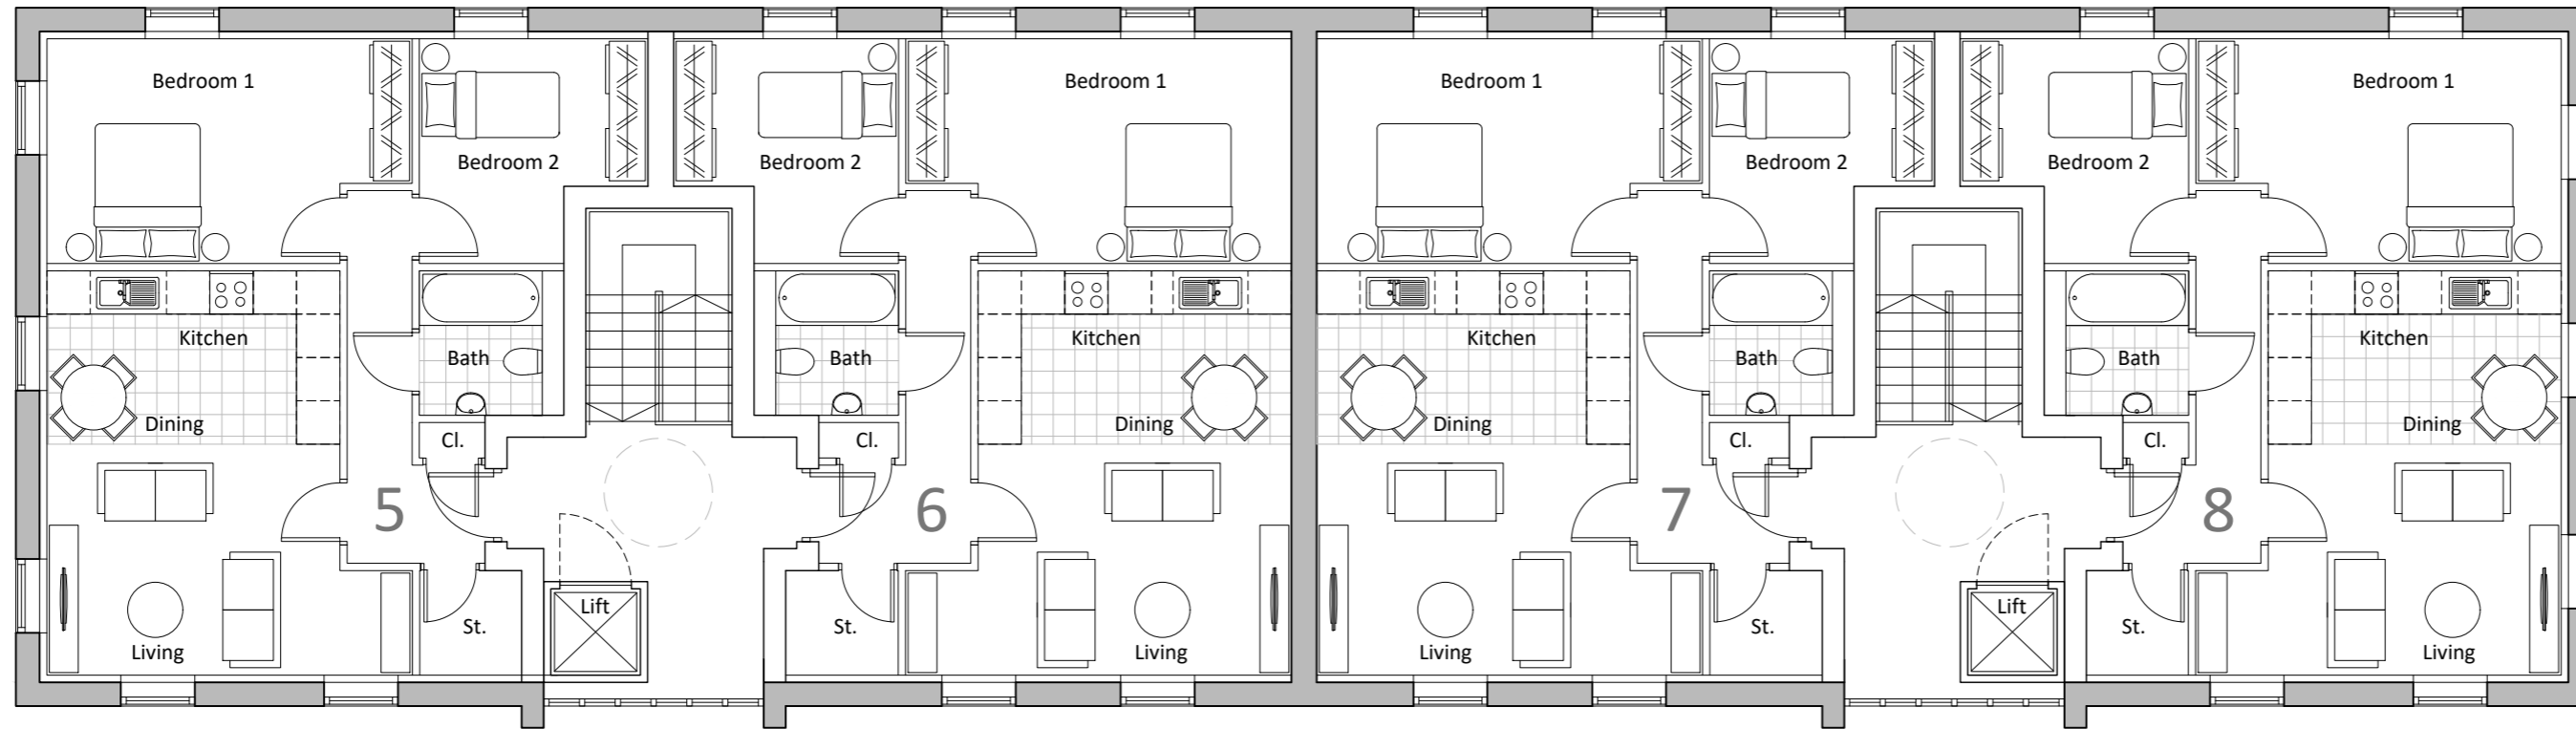 Bedroom 1
Bedroom 2
Bedroom 2
Bedroom 1
Bedroom 1
Bedroom 2
Bedroom 2
Bedroom 1
Kitchen
Bath
Bath
Kitchen
Kitchen
Bath
Bath
Kitchen
Dining
Cl.
Cl.
Dining
Dining
Cl.
Cl.
Dining
5
6
7
8
Living
St.
Lift
St.
Living
Living
St.
Lift
St.
Living